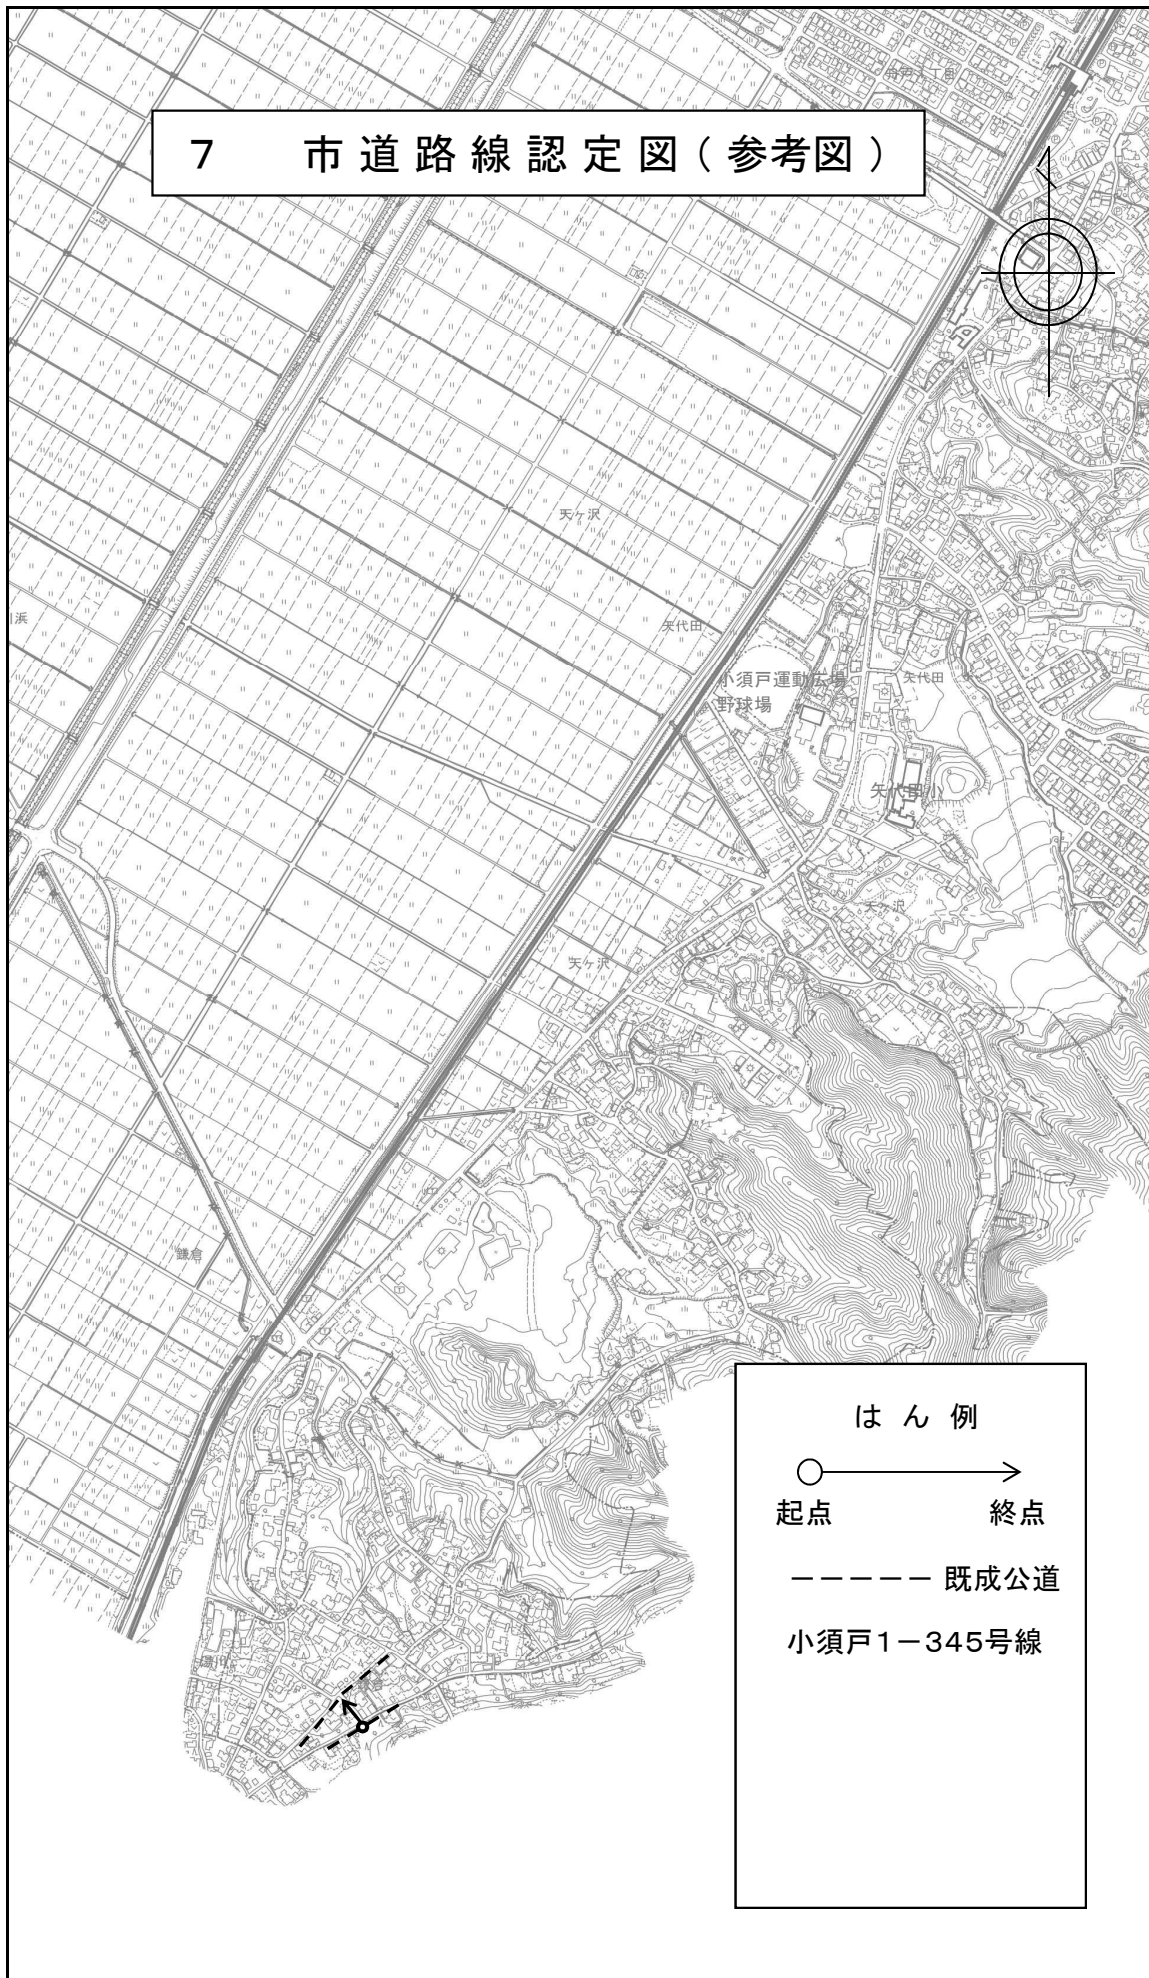 7　市道路線認定図(参考図)
天ヶ沢
川浜
矢代田
小須戸運動広場
野球場
矢代田
矢代田小
天ヶ沢
天ヶ沢
鎌倉
はん例
起点
終点
既成公道
小須戸1－345号線